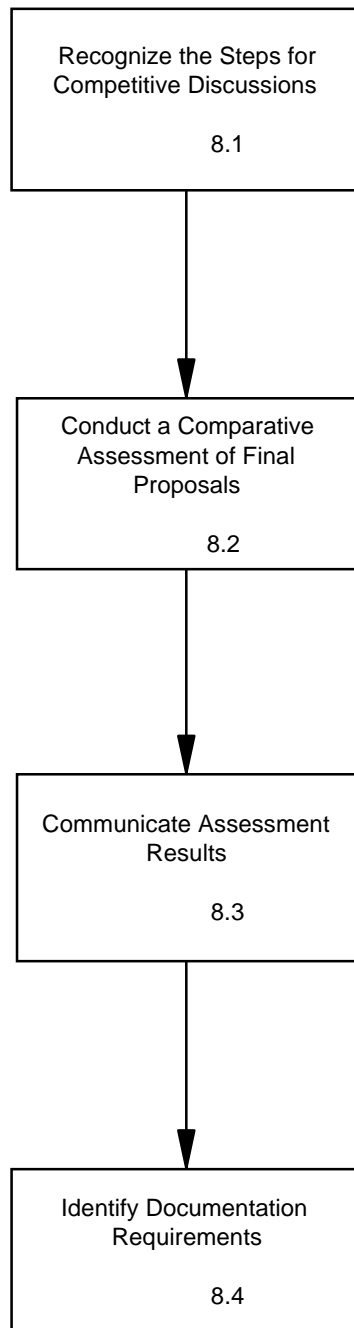 Recognize the Steps for
Competitive Discussions
8.1
Conduct a Comparative
Assessment of Final
Proposals
8.2
Communicate Assessment
Results
8.3
Identify Documentation
Requirements
8.4